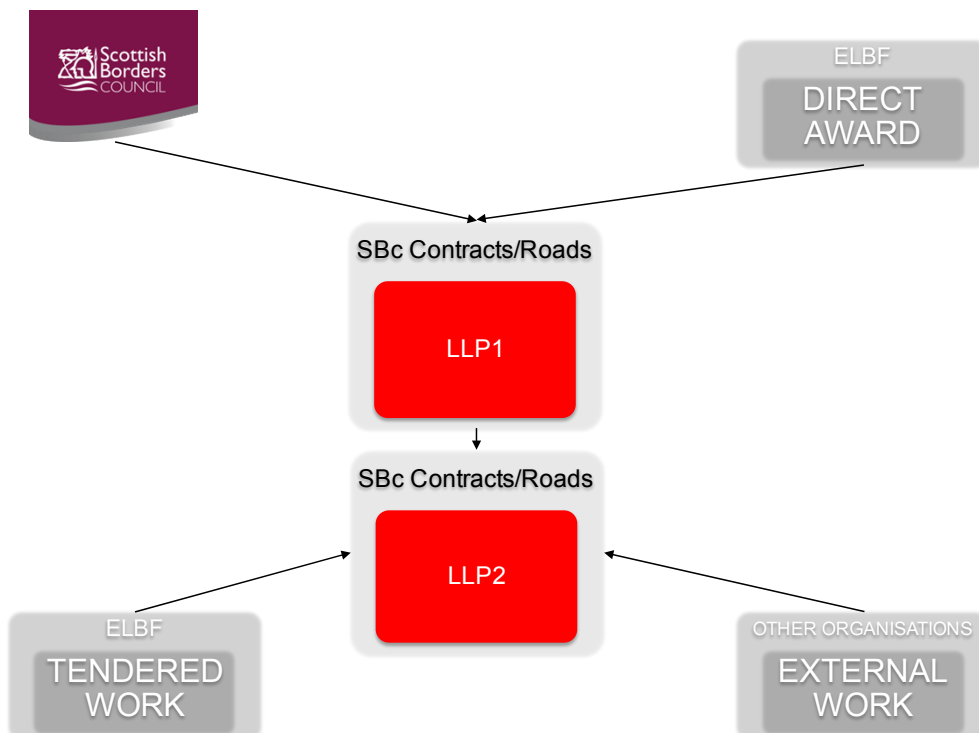 Scottish
Borders
COUNCIL
ELBF
DIRECT
AWARD
SBc Contracts/Roads
LLP1
SBc Contracts/Roads
LLP2
ELBF
TENDERED
WORK
OTHER ORGANISATIONS
EXTERNAL
WORK